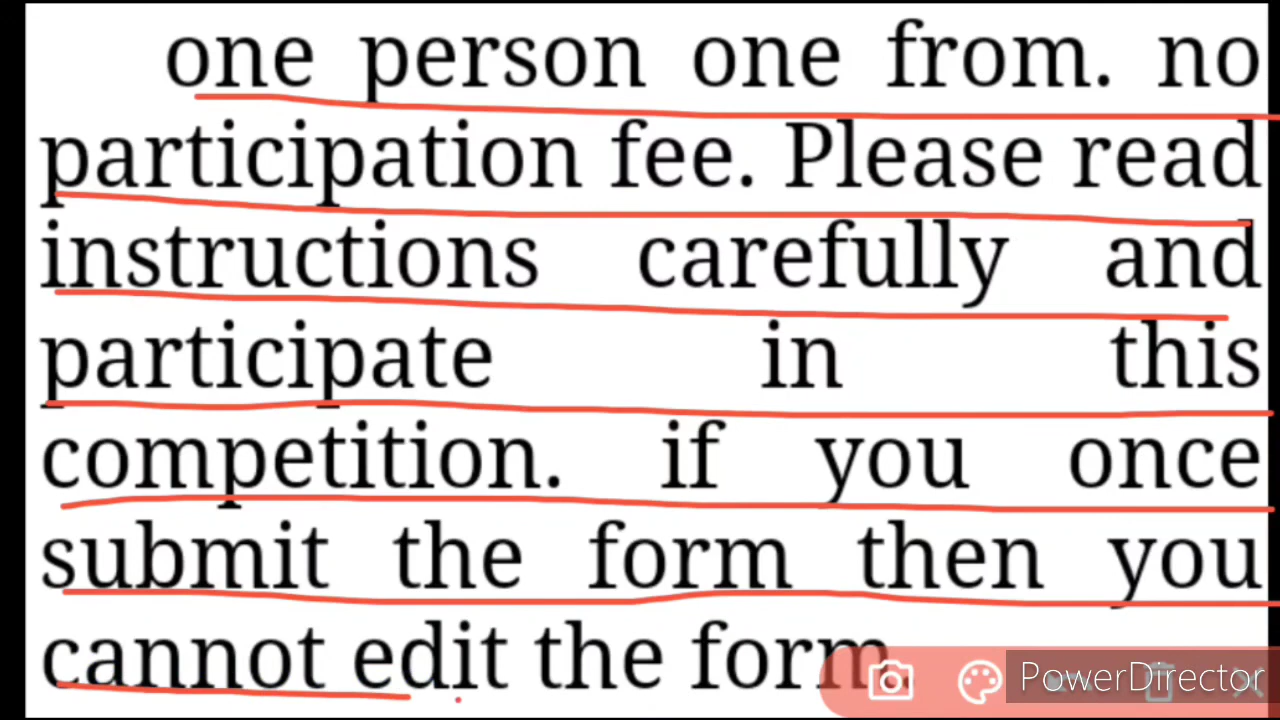 one person one from. no
participation fee. Please read
instructions carefully and
participate in this
competition. if you once
submit the form then you
cannot edit the form.
PowerDirector